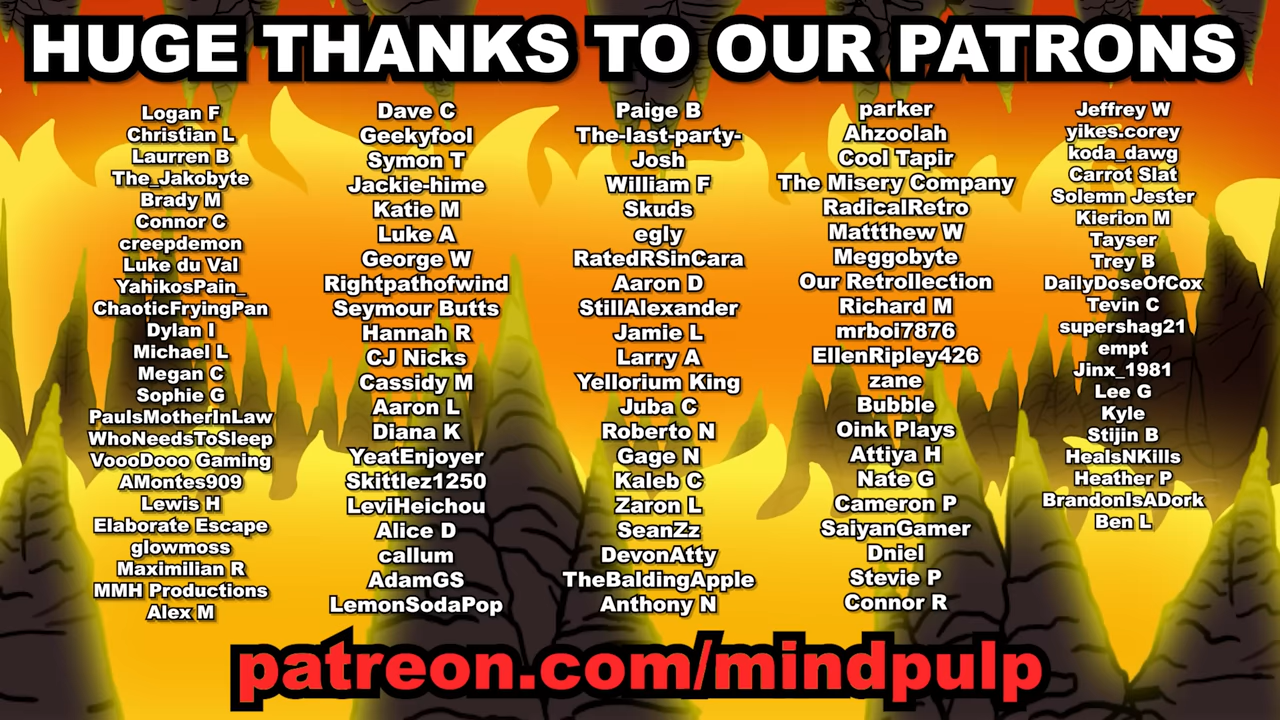 HUGE THANKS TO OUR PATRONS
Logan F
Christian L
Laurren B
The_Jakobyte
Brady M
Connor C
creepdemon
Luke du Val
YahikosPain_
ChaoticFryingPan
Dylan I
Michael L
Megan C
Sophie G
PaulsMotherInLaw
WhoNeedsToSleep
VoooDooo Gaming
AMontes909
Lewis H
Elaborate Escape
glowmoss
Maximilian R
MMH Productions
Alex M
Dave C
Geekyfool
Symon T
Jackie-hime
Katie M
Luke A
George W
Rightpathofwind
Seymour Butts
Hannah R
CJ Nicks
Cassidy M
Aaron L
Diana K
YeatEnjoyer
Skittlez1250
LeviHeichou
Alice D
callum
AdamGS
LemonSodaPop
Paige B
The-last-party-
Josh
William F
Skuds
egly
RatedRSinCara
Aaron D
StillAlexander
Jamie L
Larry A
Yellorium King
Juba C
Roberto N
Gage N
Kaleb C
Zaron L
SeanZz
DevonAtty
TheBaldingApple
Anthony N
parker
Ahzoolah
Cool Tapir
The Misery Company
RadicalRetro
Mattthew W
Meggobyte
Our Retrollection
Richard M
mrboi7876
EllenRipley426
zane
Bubble
Oink Plays
Attiya H
Nate G
Cameron P
SaiyanGamer
Dniel
Stevie P
Connor R
Jeffrey W
yikes.corey
koda_dawg
Carrot Slat
Solemn Jester
Kierion M
Tayser
Trey B
DailyDoseOfCox
Tevin C
supershag21
empt
Jinx_1981
Lee G
Kyle
Stijin B
HealsNKills
Heather P
BrandonIsADork
Ben L
patreon.com/mindpulp